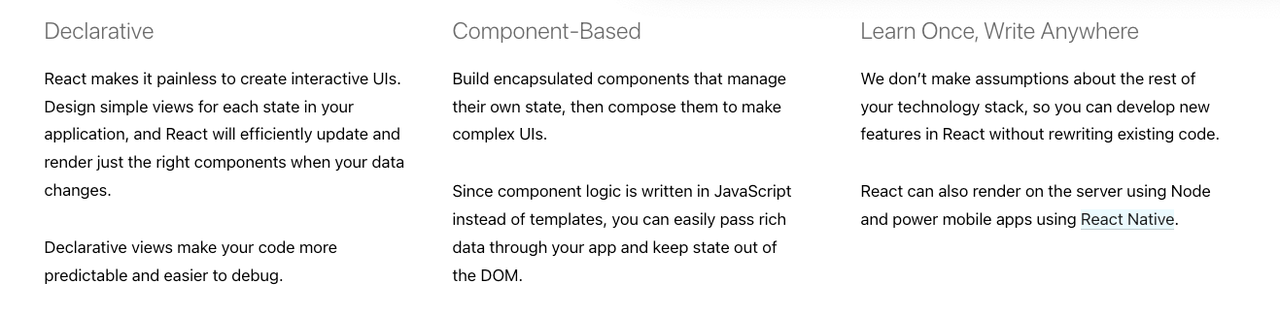 Declarative
React makes it painless to create interactive UIs.
Design simple views for each state in your
application, and React will efficiently update and
render just the right components when your data
changes.
Declarative views make your code more
predictable and easier to debug.
Component-Based
Build encapsulated components that manage
their own state, then compose them to make
complex UIs.
Since component logic is written in JavaScript
instead of templates, you can easily pass rich
data through your app and keep state out of
the DOM.
Learn Once, Write Anywhere
We don’t make assumptions about the rest of
your technology stack, so you can develop new
features in React without rewriting existing code.
React can also render on the server using Node
and power mobile apps using React Native.